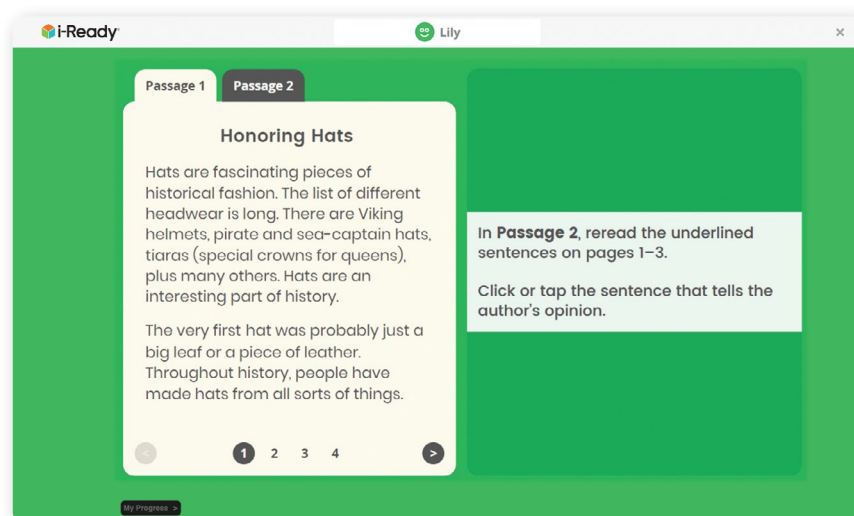 i-Ready
Lily
×
Passage 1
Passage 2
Honoring Hats
Hats are fascinating pieces of
historical fashion. The list of different
headwear is long. There are Viking
helmets, pirate and sea-captain hats,
tiaras (special crowns for queens),
plus many others. Hats are an
interesting part of history.
The very first hat was probably just a
big leaf or a piece of leather.
Throughout history, people have
made hats from all sorts of things.
< 1 2 3 4 >
In Passage 2, reread the underlined
sentences on pages 1–3.
Click or tap the sentence that tells the
author's opinion.
My Progress >